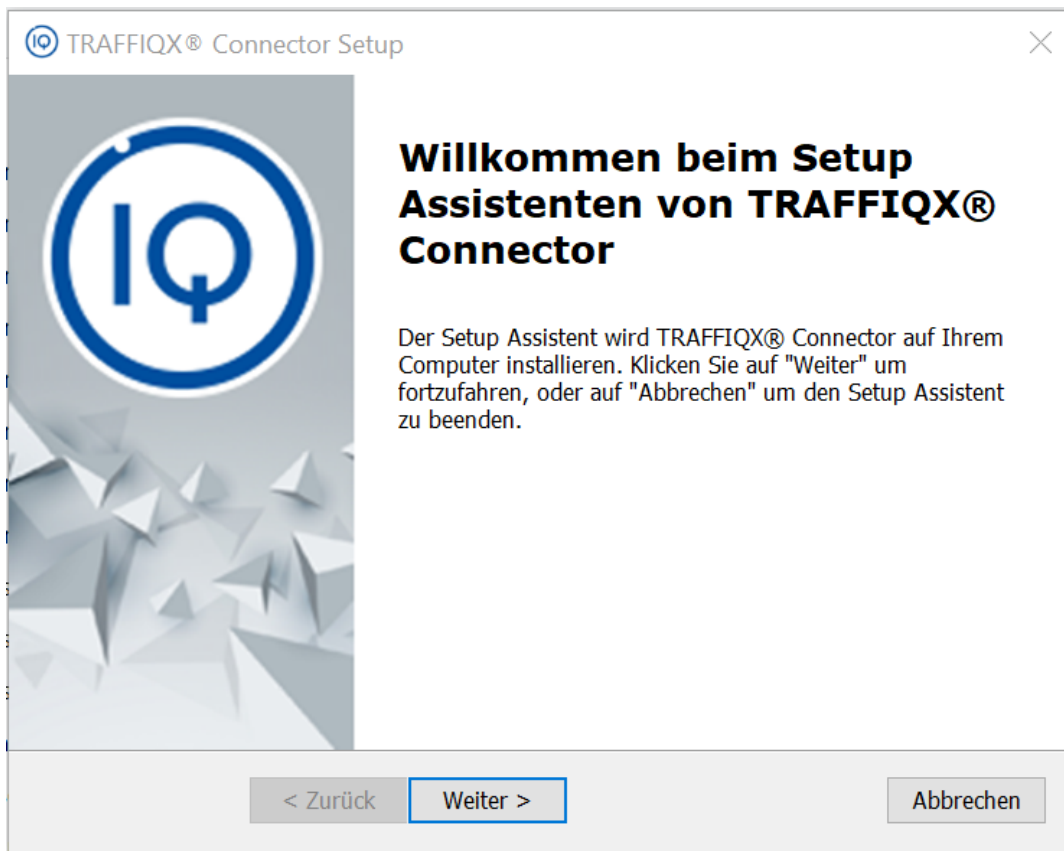 IQ TRAFFIQX® Connector Setup
IQ
Willkommen beim Setup
Assistenten von TRAFFIQX®
Connector
Der Setup Assistent wird TRAFFIQX® Connector auf Ihrem
Computer installieren. Klicken Sie auf "Weiter" um
fortzufahren, oder auf "Abbrechen" um den Setup Assistent
zu beenden.
< Zurück
Weiter >
Abbrechen